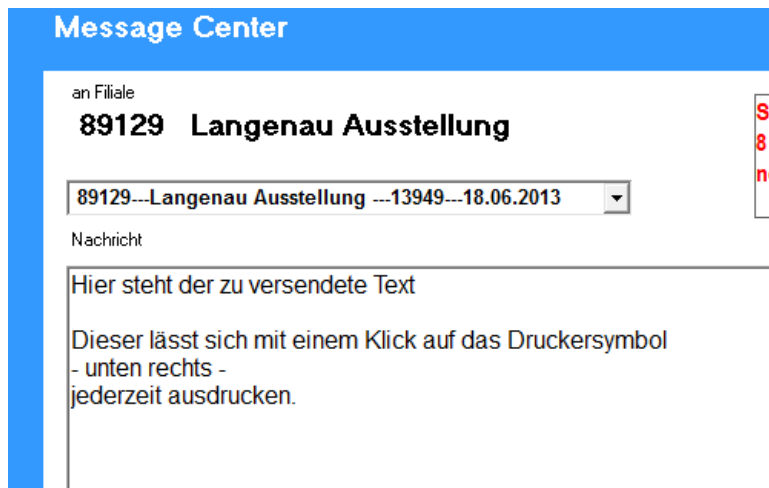 Message Center
an Filiale
89129 Langenau Ausstellung
89129---Langenau Ausstellung ---13949---18.06.2013
Nachricht
Hier steht der zu versendete Text
Dieser lässt sich mit einem Klick auf das Druckersymbol
- unten rechts -
jederzeit ausdrucken.